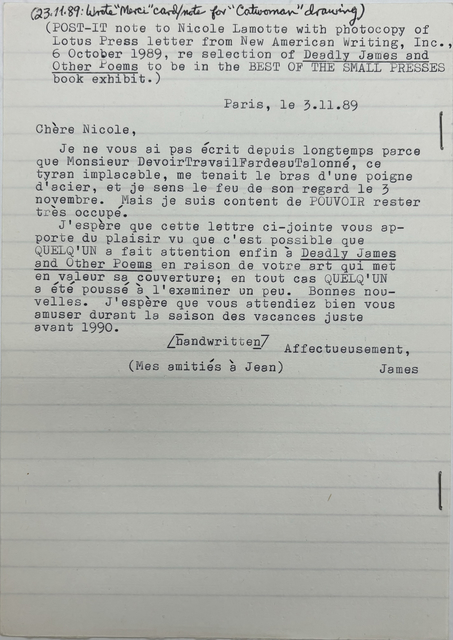 (23.11.89: Wrote "Merci" card/note for "Catwoman" drawing)
(POST-IT note to Nicole Lamotte with photocopy of
Lotus Press letter from New American Writing, Inc.,
6 October 1989, re selection of Deadly James and
Other Poems to be in the BEST OF THE SMALL PRESSES
book exhibit.)
Paris, le 3.11.89
Chère Nicole,
Je ne vous ai pas écrit depuis longtemps parce
que Monsieur DevoirTravailFardeauTalonné, ce
tyran implacable, me tenait le bras d'une poigne
d'acier, et je sens le feu de son regard le 3
novembre. Mais je suis content de POUVOIR rester
très occupé.
J'espère que cette lettre ci-jointe vous ap-
porte du plaisir vu que c'est possible que
QUELQ'UN a fait attention enfin à Deadly James
and Other Poems en raison de votre art qui met
en valeur sa couverture; en tout cas QUELQ'UN
a été poussé à l'examiner un peu. Bonnes nou-
velles. J'espère que vous attendiez bien vous
amuser durant la saison des vacances juste
avant 1990.
[handwritten]
Affectueusement,
(Mes amitiés à Jean) James